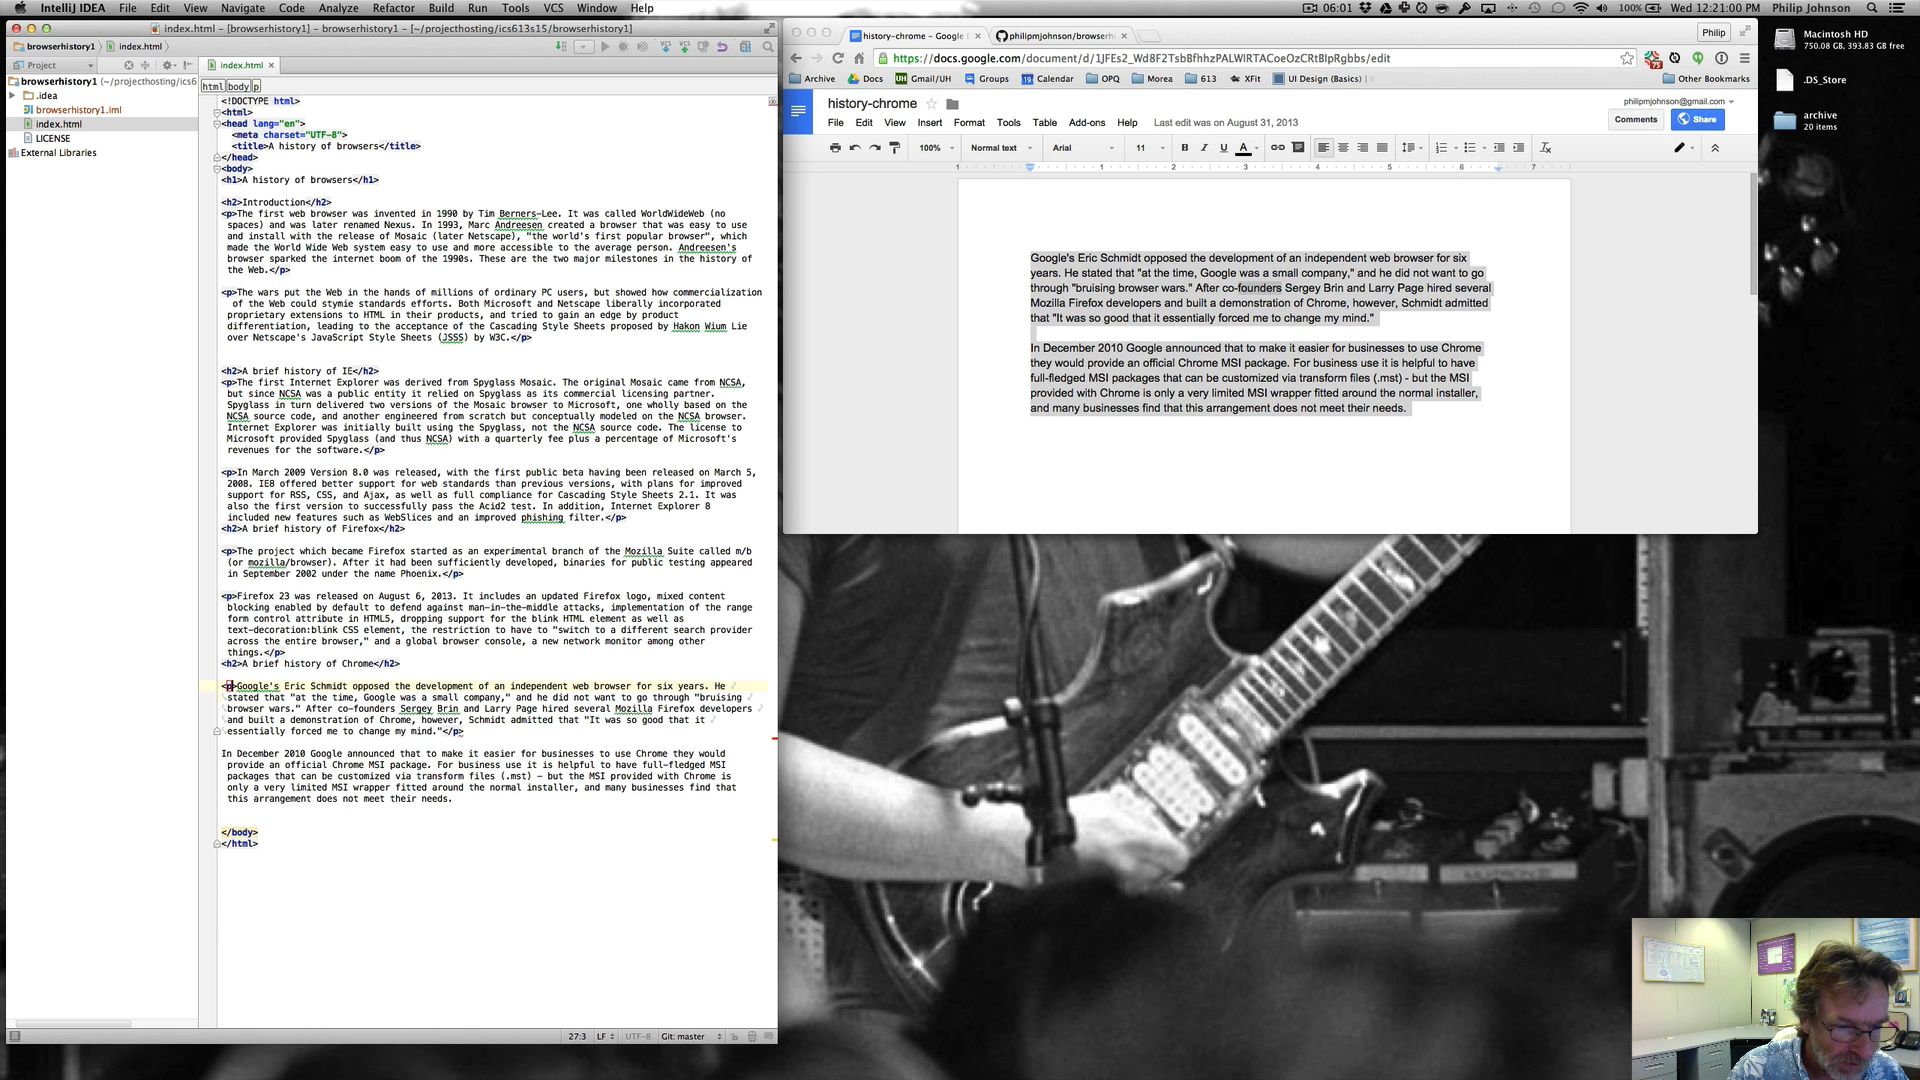 IntelliJ IDEA File Edit View Navigate Code Analyze Refactor Build Run Tools VCS Window Help
06:01 100% Wed 12:21:00 PM Philip Johnson
index.html - [browserhistory1] - browserhistory1 - [~/projecthosting/ics613s15/browserhistory1]
browserhistory1 index.html
Project
index.html
browserhistory1 (~/projecthosting/ics6
.idea
browserhistory1.iml
index.html
LICENSE
External Libraries
html body p
<!DOCTYPE html>
<html>
<head lang="en">
<meta charset="UTF-8">
<title>A history of browsers</title>
</head>
<body>
<h1>A history of browsers</h1>
<h2>Introduction</h2>
<p>The first web browser was invented in 1990 by Tim Berners-Lee. It was called WorldWideWeb (no
spaces) and was later renamed Nexus. In 1993, Marc Andreesen created a browser that was easy to use
and install with the release of Mosaic (later Netscape), "the world's first popular browser", which
made the World Wide Web system easy to use and more accessible to the average person. Andreesen's
browser sparked the internet boom of the 1990s. These are the two major milestones in the history of
the Web.</p>
<p>The wars put the Web in the hands of millions of ordinary PC users, but showed how commercialization
of the Web could stymie standards efforts. Both Microsoft and Netscape liberally incorporated
proprietary extensions to HTML in their products, and tried to gain an edge by product
differentiation, leading to the acceptance of the Cascading Style Sheets proposed by Hakon Wium Lie
over Netscape's JavaScript Style Sheets (JSSS) by W3C.</p>
<h2>A brief history of IE</h2>
<p>The first Internet Explorer was derived from Spyglass Mosaic. The original Mosaic came from NCSA,
but since NCSA was a public entity it relied on Spyglass as its commercial licensing partner.
Spyglass in turn delivered two versions of the Mosaic browser to Microsoft, one wholly based on the
NCSA source code, and another engineered from scratch but conceptually modeled on the NCSA browser.
Internet Explorer was initially built using the Spyglass, not the NCSA source code. The license to
Microsoft provided Spyglass (and thus NCSA) with a quarterly fee plus a percentage of Microsoft's
revenues for the software.</p>
<p>In March 2009 Version 8.0 was released, with the first public beta having been released on March 5,
2008. IE8 offered better support for web standards than previous versions, with plans for improved
support for RSS, CSS, and Ajax, as well as full compliance for Cascading Style Sheets 2.1. It was
also the first version to successfully pass the Acid2 test. In addition, Internet Explorer 8
included new features such as WebSlices and an improved phishing filter.</p>
<h2>A brief history of Firefox</h2>
<p>The project which became Firefox started as an experimental branch of the Mozilla Suite called m/b
(or mozilla/browser). After it had been sufficiently developed, binaries for public testing appeared
in September 2002 under the name Phoenix.</p>
<p>Firefox 23 was released on August 6, 2013. It includes an updated Firefox logo, mixed content
blocking enabled by default to defend against man-in-the-middle attacks, implementation of the range
form control attribute in HTML5, dropping support for the blink HTML element as well as
text-decoration:blink CSS element, the restriction to have to "switch to a different search provider
across the entire browser," and a global browser console, a new network monitor among other
things.</p>
<h2>A brief history of Chrome</h2>
<p>Google's Eric Schmidt opposed the development of an independent web browser for six years. He
stated that "at the time, Google was a small company," and he did not want to go through "bruising
browser wars." After co-founders Sergey Brin and Larry Page hired several Mozilla Firefox developers
and built a demonstration of Chrome, however, Schmidt admitted that "It was so good that it
essentially forced me to change my mind."</p>
In December 2010 Google announced that to make it easier for businesses to use Chrome they would
provide an official Chrome MSI package. For business use it is helpful to have full-fledged MSI
packages that can be customized via transform files (.mst) - but the MSI provided with Chrome is
only a very limited MSI wrapper fitted around the normal installer, and many businesses find that
this arrangement does not meet their needs.
</body>
</html>
27:3 LF UTF-8 Git: master
history-chrome - Google D philipmjohnson/browserh Philip
https://docs.google.com/document/d/1JFEs2_Wd8F2TsbBfhhzPALWlRTACoeOzCRtBlpRgbbs/edit
75
Archive Docs Gmail/UH Groups Calendar OPQ Morea 613 XFit UI Design (Basics) Other Bookmarks
history-chrome philipmjohnson@gmail.com
File Edit View Insert Format Tools Table Add-ons Help Last edit was on August 31, 2013 Comments Share
100% Normal text Arial 11 B I U A
1 1 2 3 4 5 6 7
Google's Eric Schmidt opposed the development of an independent web browser for six
years. He stated that "at the time, Google was a small company," and he did not want to go
through "bruising browser wars." After co-founders Sergey Brin and Larry Page hired several
Mozilla Firefox developers and built a demonstration of Chrome, however, Schmidt admitted
that "It was so good that it essentially forced me to change my mind."
In December 2010 Google announced that to make it easier for businesses to use Chrome
they would provide an official Chrome MSI package. For business use it is helpful to have
full-fledged MSI packages that can be customized via transform files (.mst) - but the MSI
provided with Chrome is only a very limited MSI wrapper fitted around the normal installer,
and many businesses find that this arrangement does not meet their needs.
Macintosh HD
750.08 GB, 393.83 GB free
.DS_Store
archive
20 items